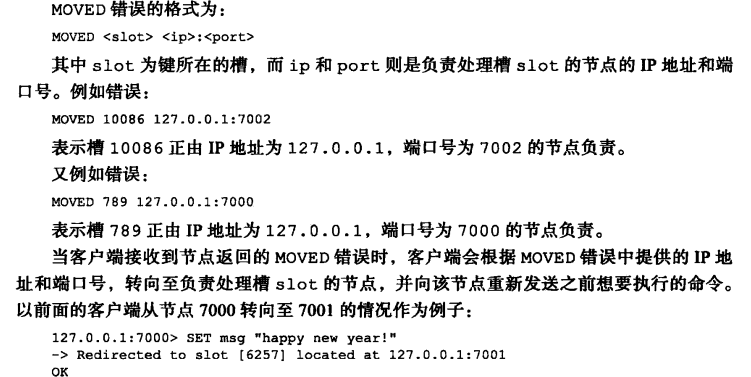 MOVED 错误的格式为：
MOVED <slot> <ip>:<port>
其中 slot 为键所在的槽，而 ip 和 port 则是负责处理槽 slot 的节点的 IP 地址和端
口号。例如错误：
MOVED 10086 127.0.0.1:7002
表示槽 10086 正由 IP 地址为 127.0.0.1，端口号为 7002 的节点负责。
又例如错误：
MOVED 789 127.0.0.1:7000
表示槽 789 正由 IP 地址为 127.0.0.1，端口号为 7000 的节点负责。
当客户端接收到节点返回的 MOVED 错误时，客户端会根据 MOVED 错误中提供的 IP 地
址和端口号，转向至负责处理槽 slot 的节点，并向该节点重新发送之前想要执行的命令。
以前面的客户端从节点 7000 转向至 7001 的情况作为例子：
127.0.0.1:7000> SET msg "happy new year!"
-> Redirected to slot [6257] located at 127.0.0.1:7001
OK